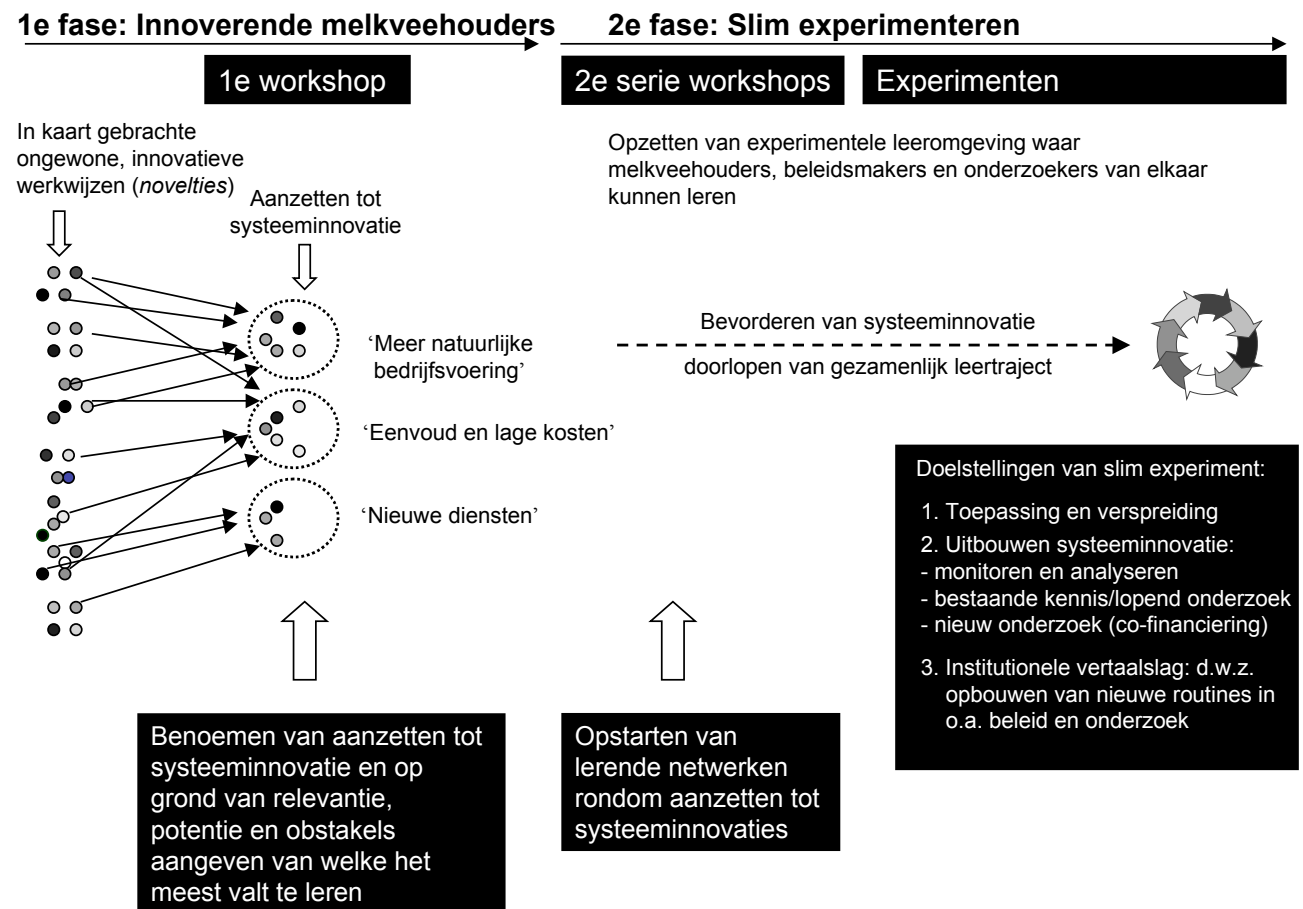 1e fase: Innoverende melkveehouders
2e fase: Slim experimenteren
1e workshop
2e serie workshops
Experimenten
In kaart gebrachte
ongewone, innovatieve
werkwijzen (novelties)
Aanzetten tot
systeeminnovatie
Opzetten van experimentele leeromgeving waar
melkveehouders, beleidsmakers en onderzoekers van elkaar
kunnen leren
‘Meer natuurlijke
bedrijfsvoering’
‘Eenvoud en lage kosten’
‘Nieuwe diensten’
Bevorderen van systeeminnovatie
doorlopen van gezamenlijk leertraject
Doelstellingen van slim experiment:
1. Toepassing en verspreiding
2. Uitbouwen systeeminnovatie:
- monitoren en analyseren
- bestaande kennis/lopend onderzoek
- nieuw onderzoek (co-financiering)
3. Institutionele vertaalslag: d.w.z.
opbouwen van nieuwe routines in
o.a. beleid en onderzoek
Benoemen van aanzetten tot
systeeminnovatie en op
grond van relevantie,
potentie en obstakels
aangeven van welke het
meest valt te leren
Opstarten van
lerende netwerken
rondom aanzetten tot
systeeminnovaties